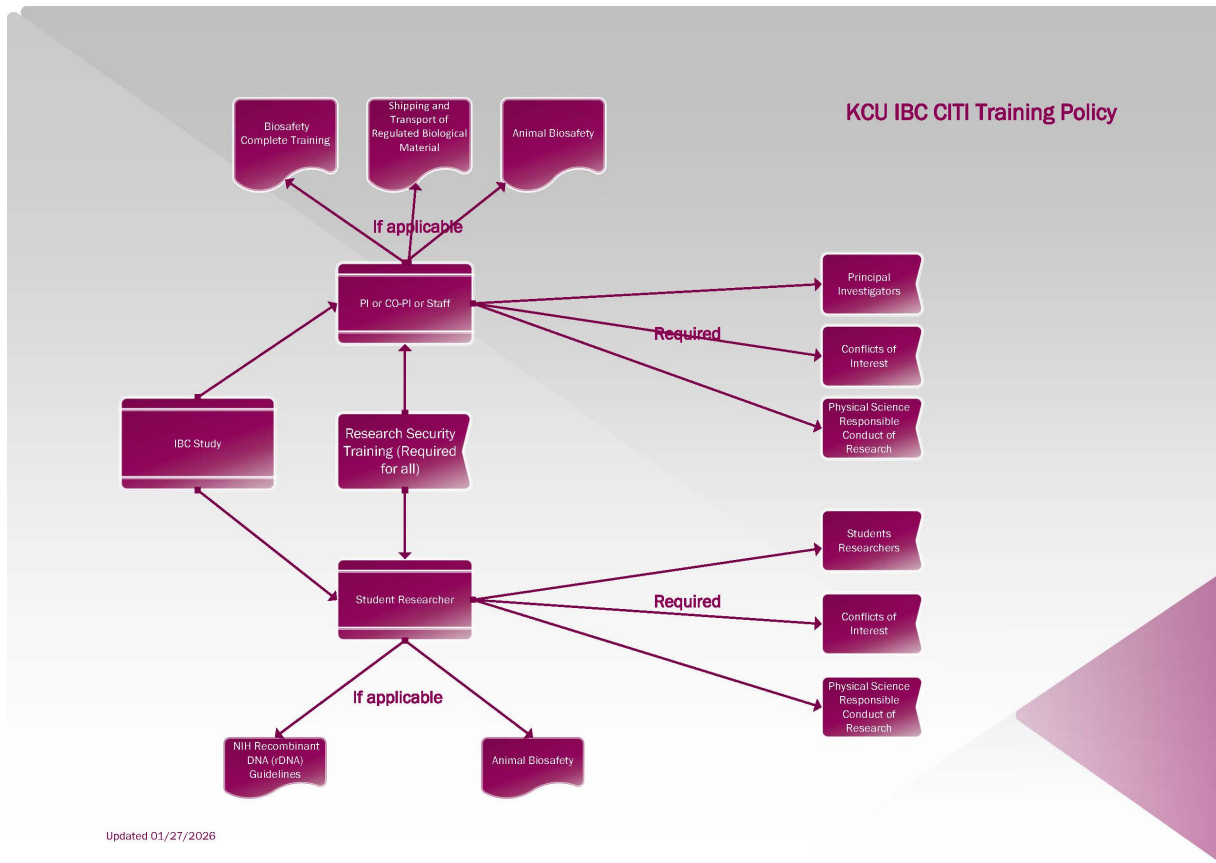 KCU IBC CITI Training Policy
Biosafety
Complete Training
Shipping and
Transport of
Regulated Biological
Material
Animal Biosafety
If applicable
PI or CO-PI or Staff
Principal
Investigators
Required
Conflicts of
Interest
Physical Science
Responsible
Conduct of
Research
IBC Study
Research Security
Training (Required
for all)
Students
Researchers
Student Researcher
Required
Conflicts of
Interest
Physical Science
Responsible
Conduct of
Research
If applicable
NIH Recombinant
DNA (rDNA)
Guidelines
Animal Biosafety
Updated 01/27/2026